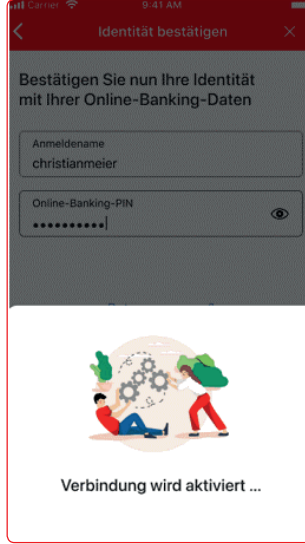 Carrier 9:41 AM
Identität bestätigen
Bestätigen Sie nun Ihre Identität
mit Ihrer Online-Banking-Daten
Anmeldename
christianmeier
Online-Banking-PIN
••••••••••
Verbindung wird aktiviert ...